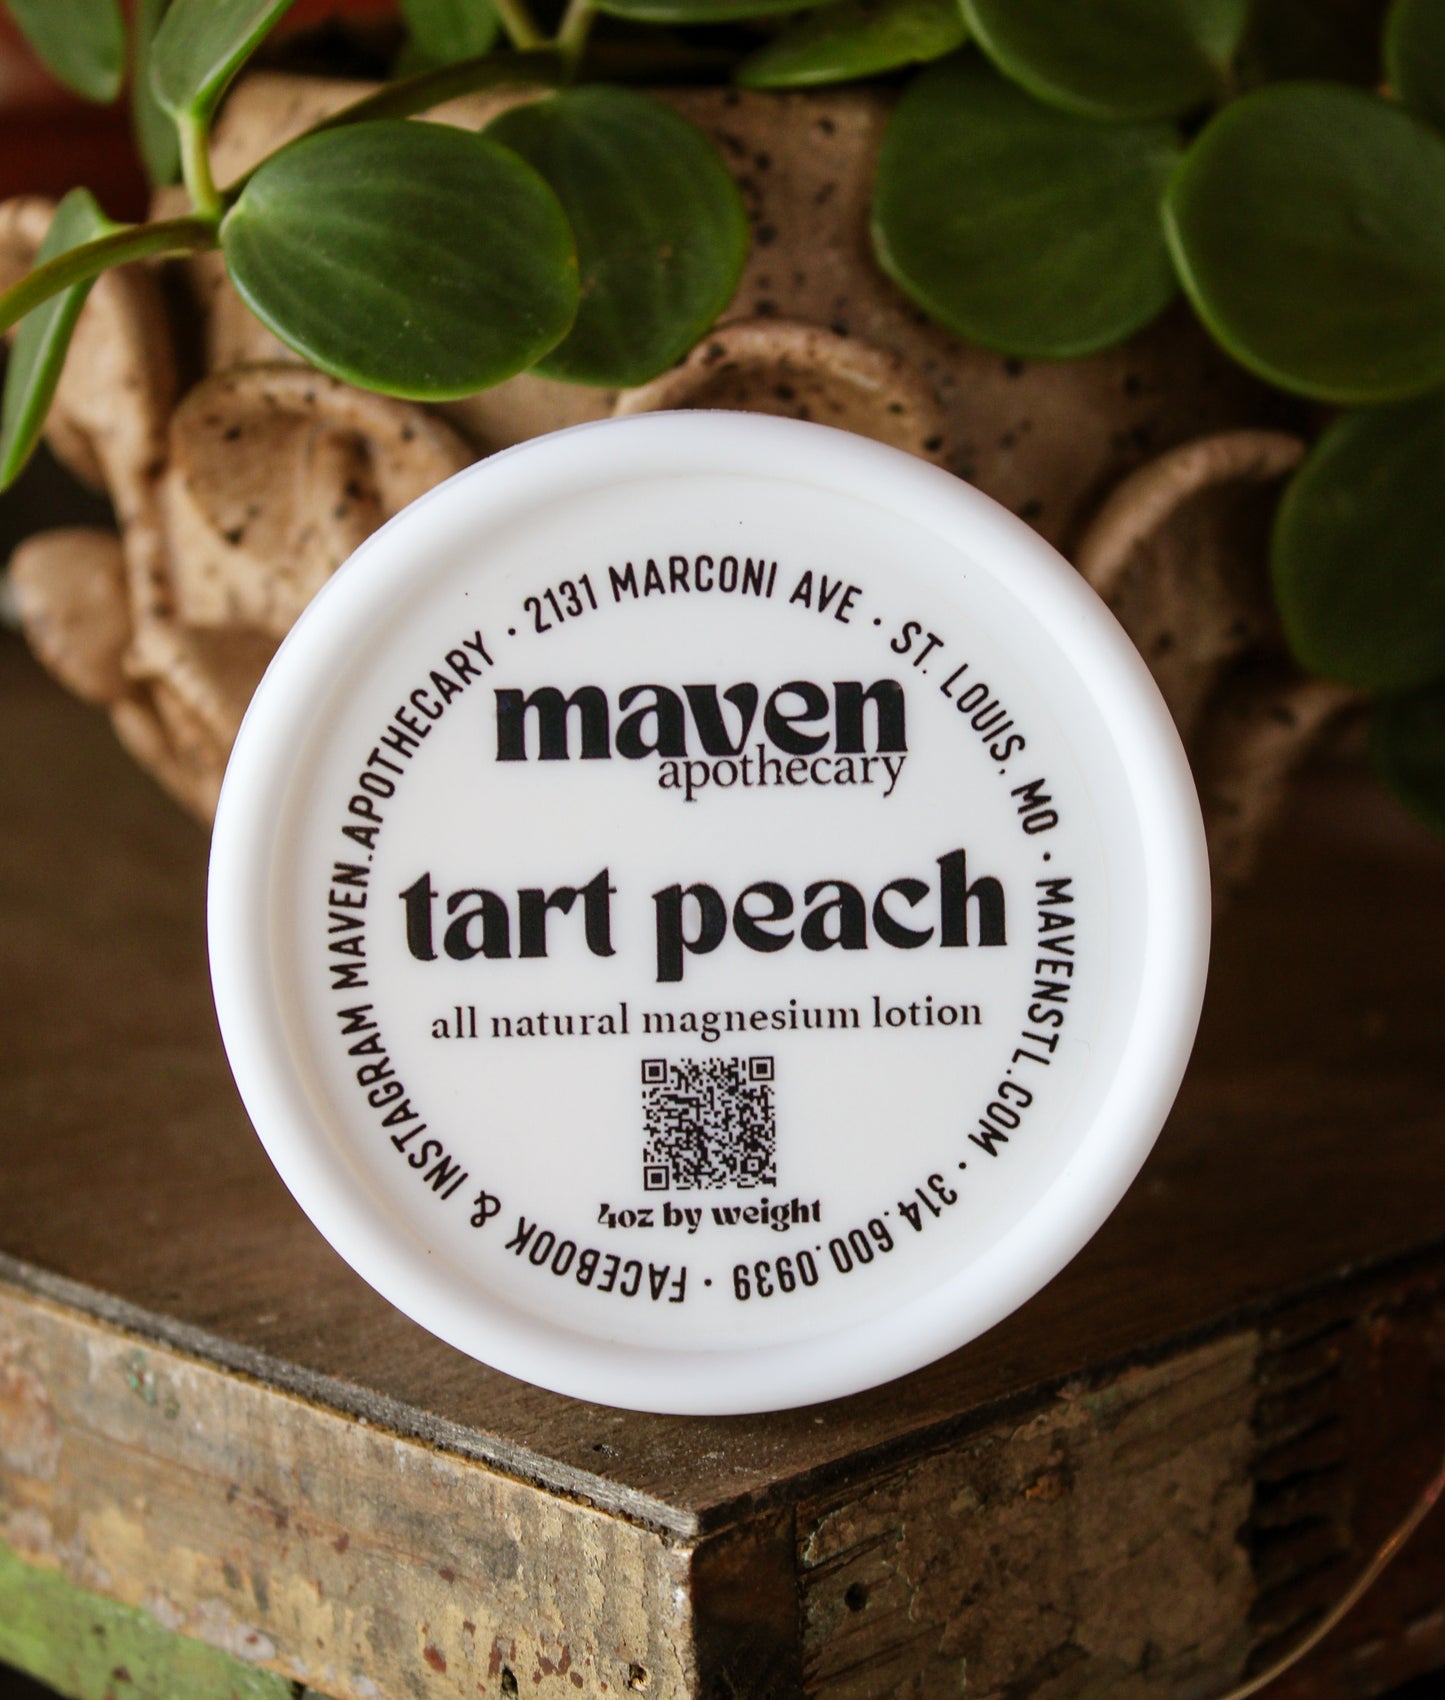 MAVEN.APOTHECARY · 2131 MARCONI AVE · ST. LOUIS, MO · MAVENSTL.COM · 314.600.0939 · FACEBOOK & INSTAGRAM
maven
apothecary
tart peach
all natural magnesium lotion
4oz by weight